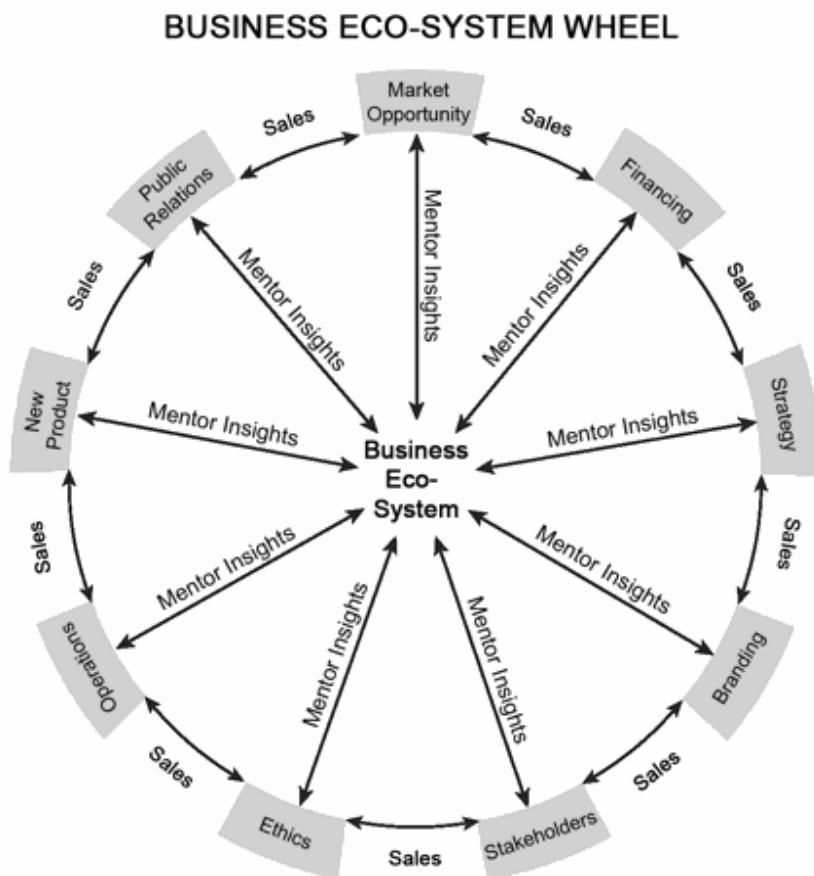 BUSINESS ECO-SYSTEM WHEEL
Market
Opportunity
Sales
Financing
Sales
Strategy
Sales
Branding
Sales
Stakeholders
Sales
Ethics
Sales
Operations
Sales
New
Product
Sales
Public
Relations
Sales
Mentor Insights
Mentor Insights
Mentor Insights
Mentor Insights
Mentor Insights
Mentor Insights
Mentor Insights
Mentor Insights
Mentor Insights
Business
Eco-
System